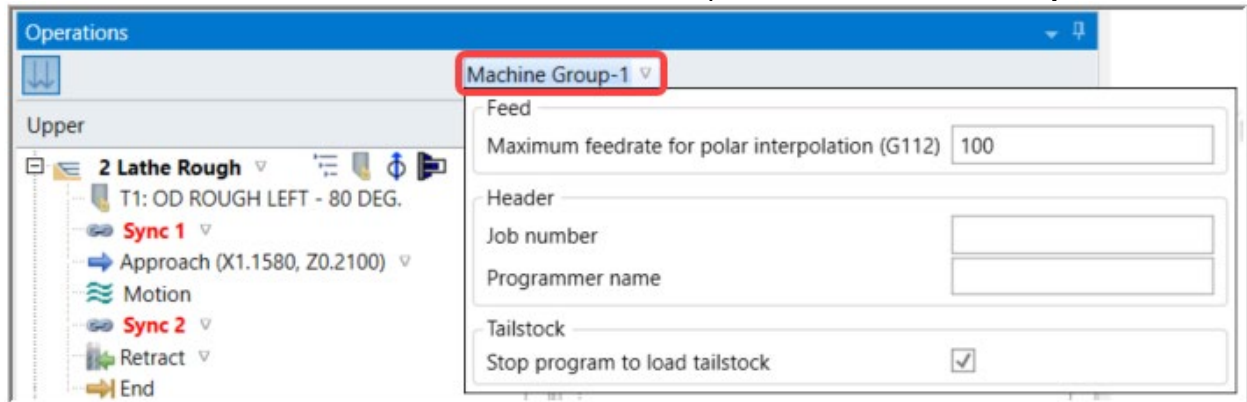 Operations
Machine Group-1
Upper
2 Lathe Rough
T1: OD ROUGH LEFT - 80 DEG.
Sync 1
Approach (X1.1580, Z0.2100)
Motion
Sync 2
Retract
End
Feed
Maximum feedrate for polar interpolation (G112) 100
Header
Job number
Programmer name
Tailstock
Stop program to load tailstock